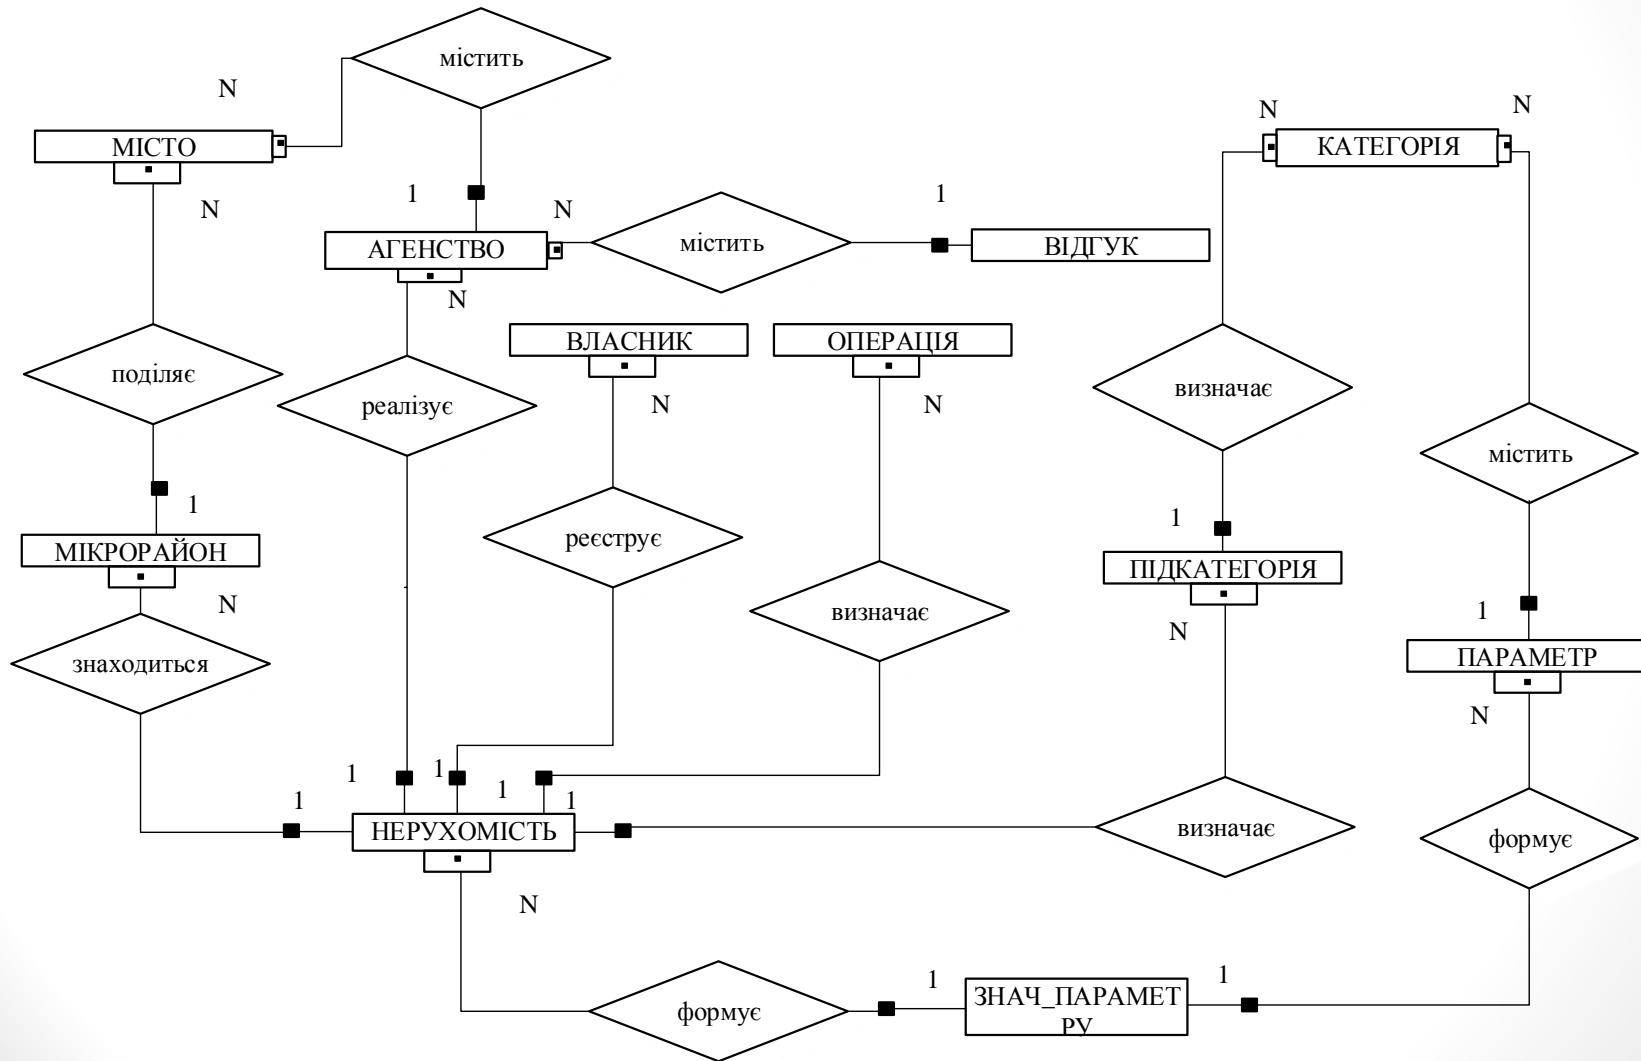 містить
N
N
N
МІСТО
КАТЕГОРІЯ
N
1
N
1
АГЕНСТВО
містить
ВІДГУК
N
ВЛАСНИК
ОПЕРАЦІЯ
поділяє
реалізує
N
N
визначає
містить
1
1
реєструє
МІКРОРАЙОН
ПІДКАТЕГОРІЯ
N
визначає
1
N
знаходиться
ПАРАМЕТР
N
1
1
1
1
1
НЕРУХОМІСТЬ
визначає
формує
N
1
1
ЗНАЧ_ПАРАМЕТ
РУ
формує